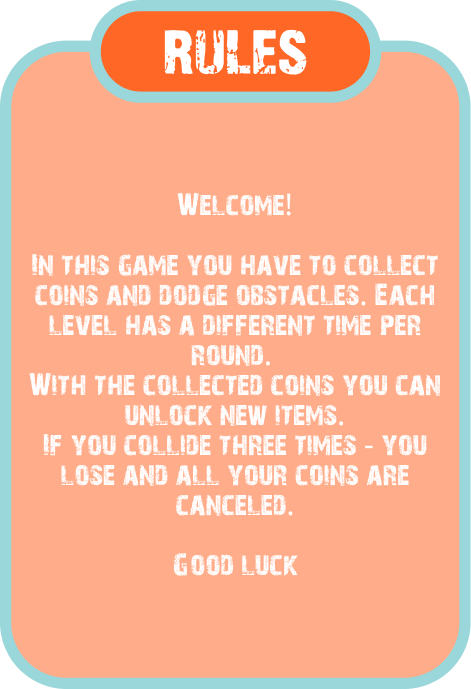 RULES
Welcome!
In this game you have to collect
coins and dodge obstacles. Each
level has a different time per
round.
With the collected coins you can
unlock new items.
If you collide three times - you
lose and all your coins are
canceled.
Good luck